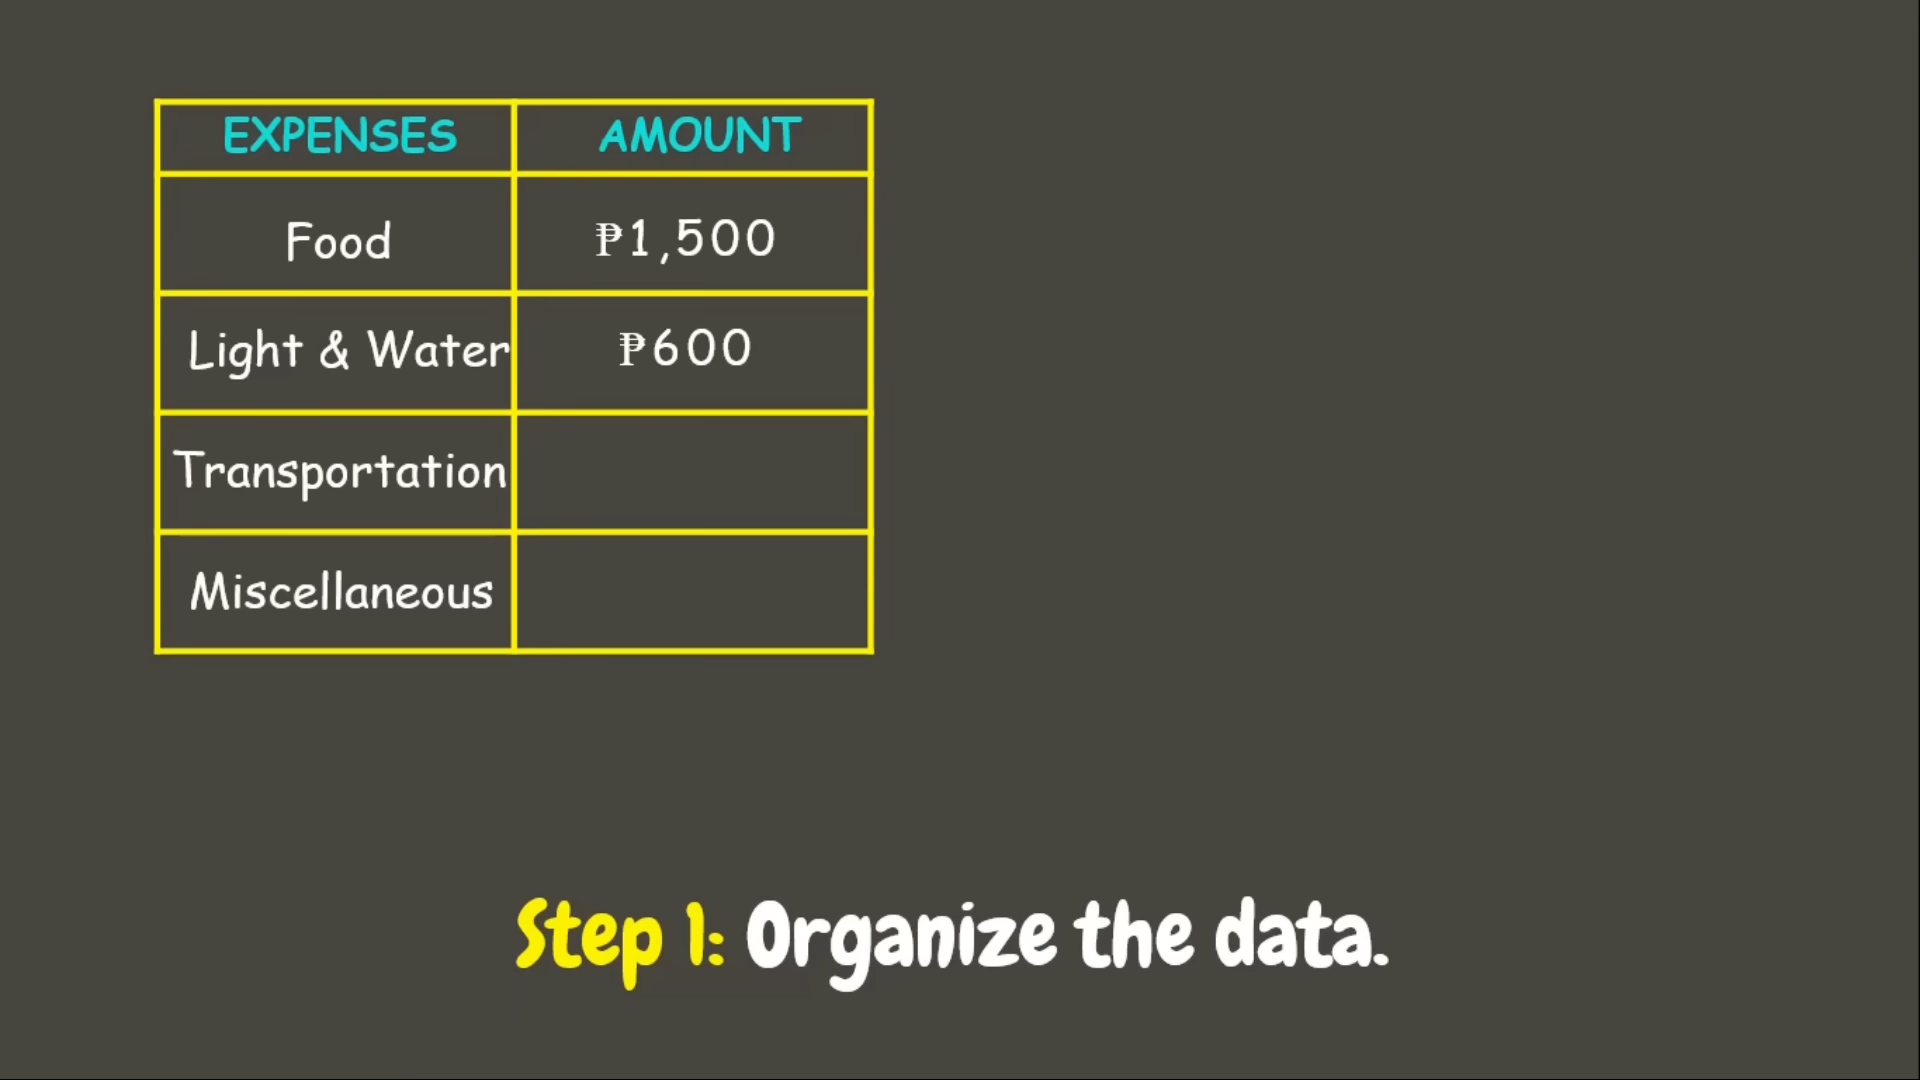 EXPENSES AMOUNT
Food ₱1,500
Light & Water ₱600
Transportation
Miscellaneous
Step 1: Organize the data.